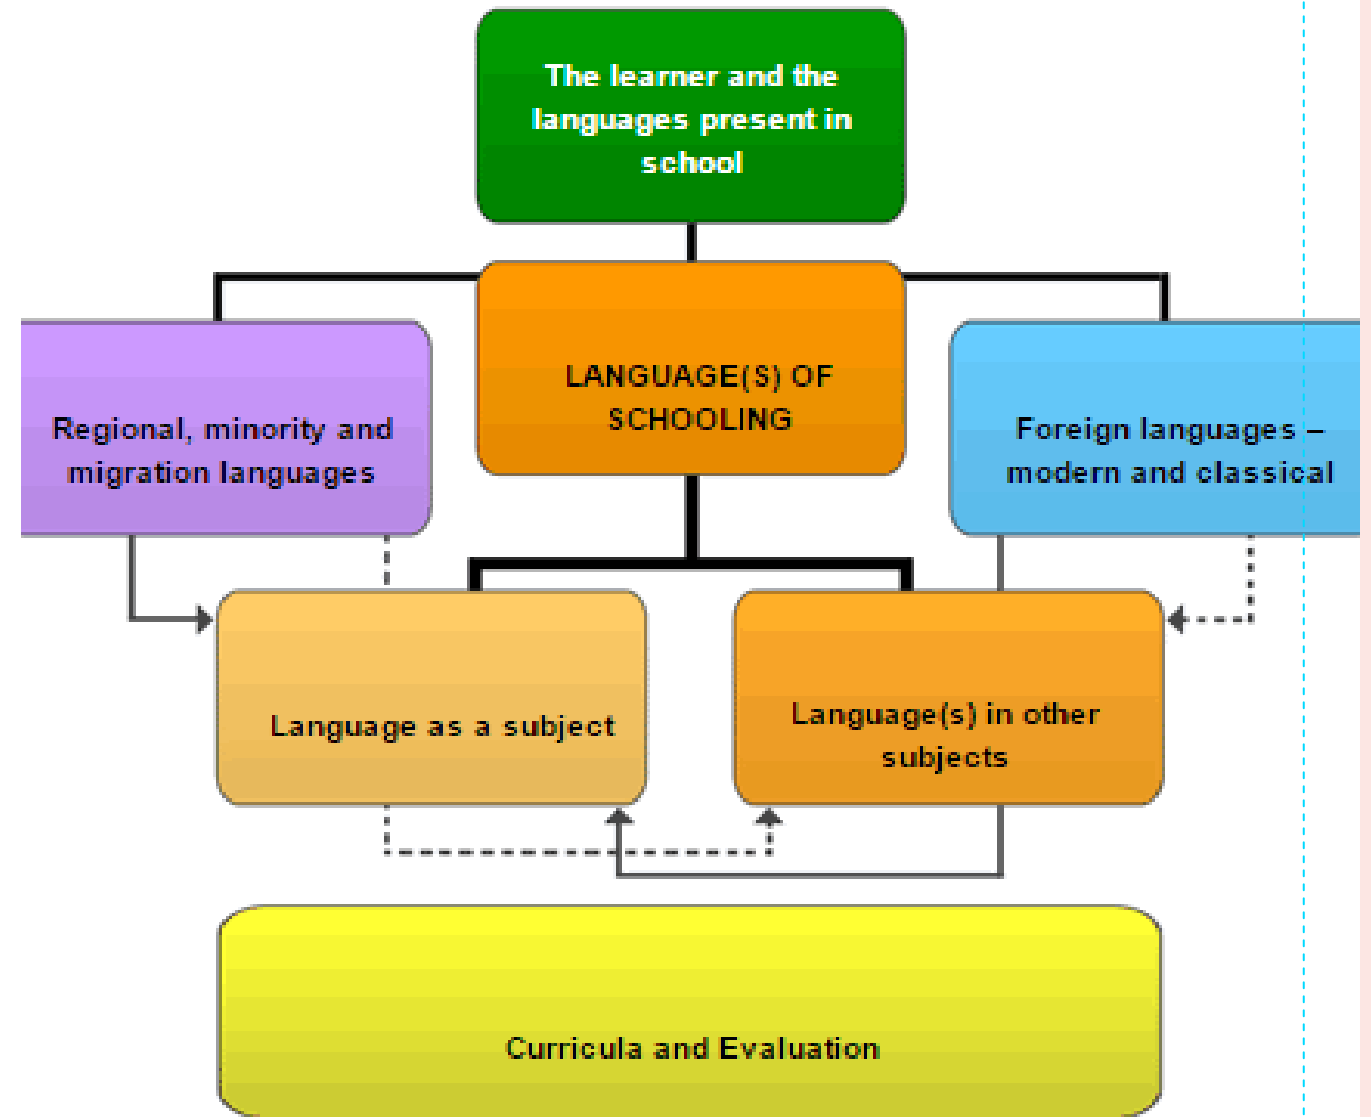 The learner and the
languages present in
school
LANGUAGE(S) OF
SCHOOLING
Regional, minority and
migration languages
Foreign languages –
modern and classical
Language as a subject
Language(s) in other
subjects
Curricula and Evaluation